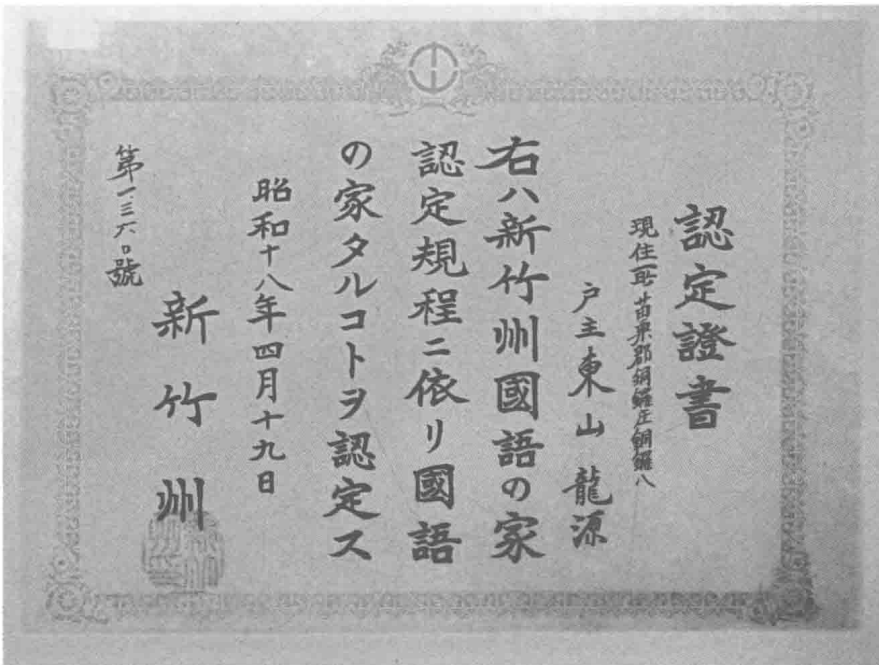 認定證書
現住所 苗栗郡銅鑼庄銅鑼八
戸主 東山 龍源
右ハ新竹州國語の家
認定規程ニ依リ國語
の家タルコトヲ認定ス
昭和十八年四月十九日
新竹州
第一三六〇號